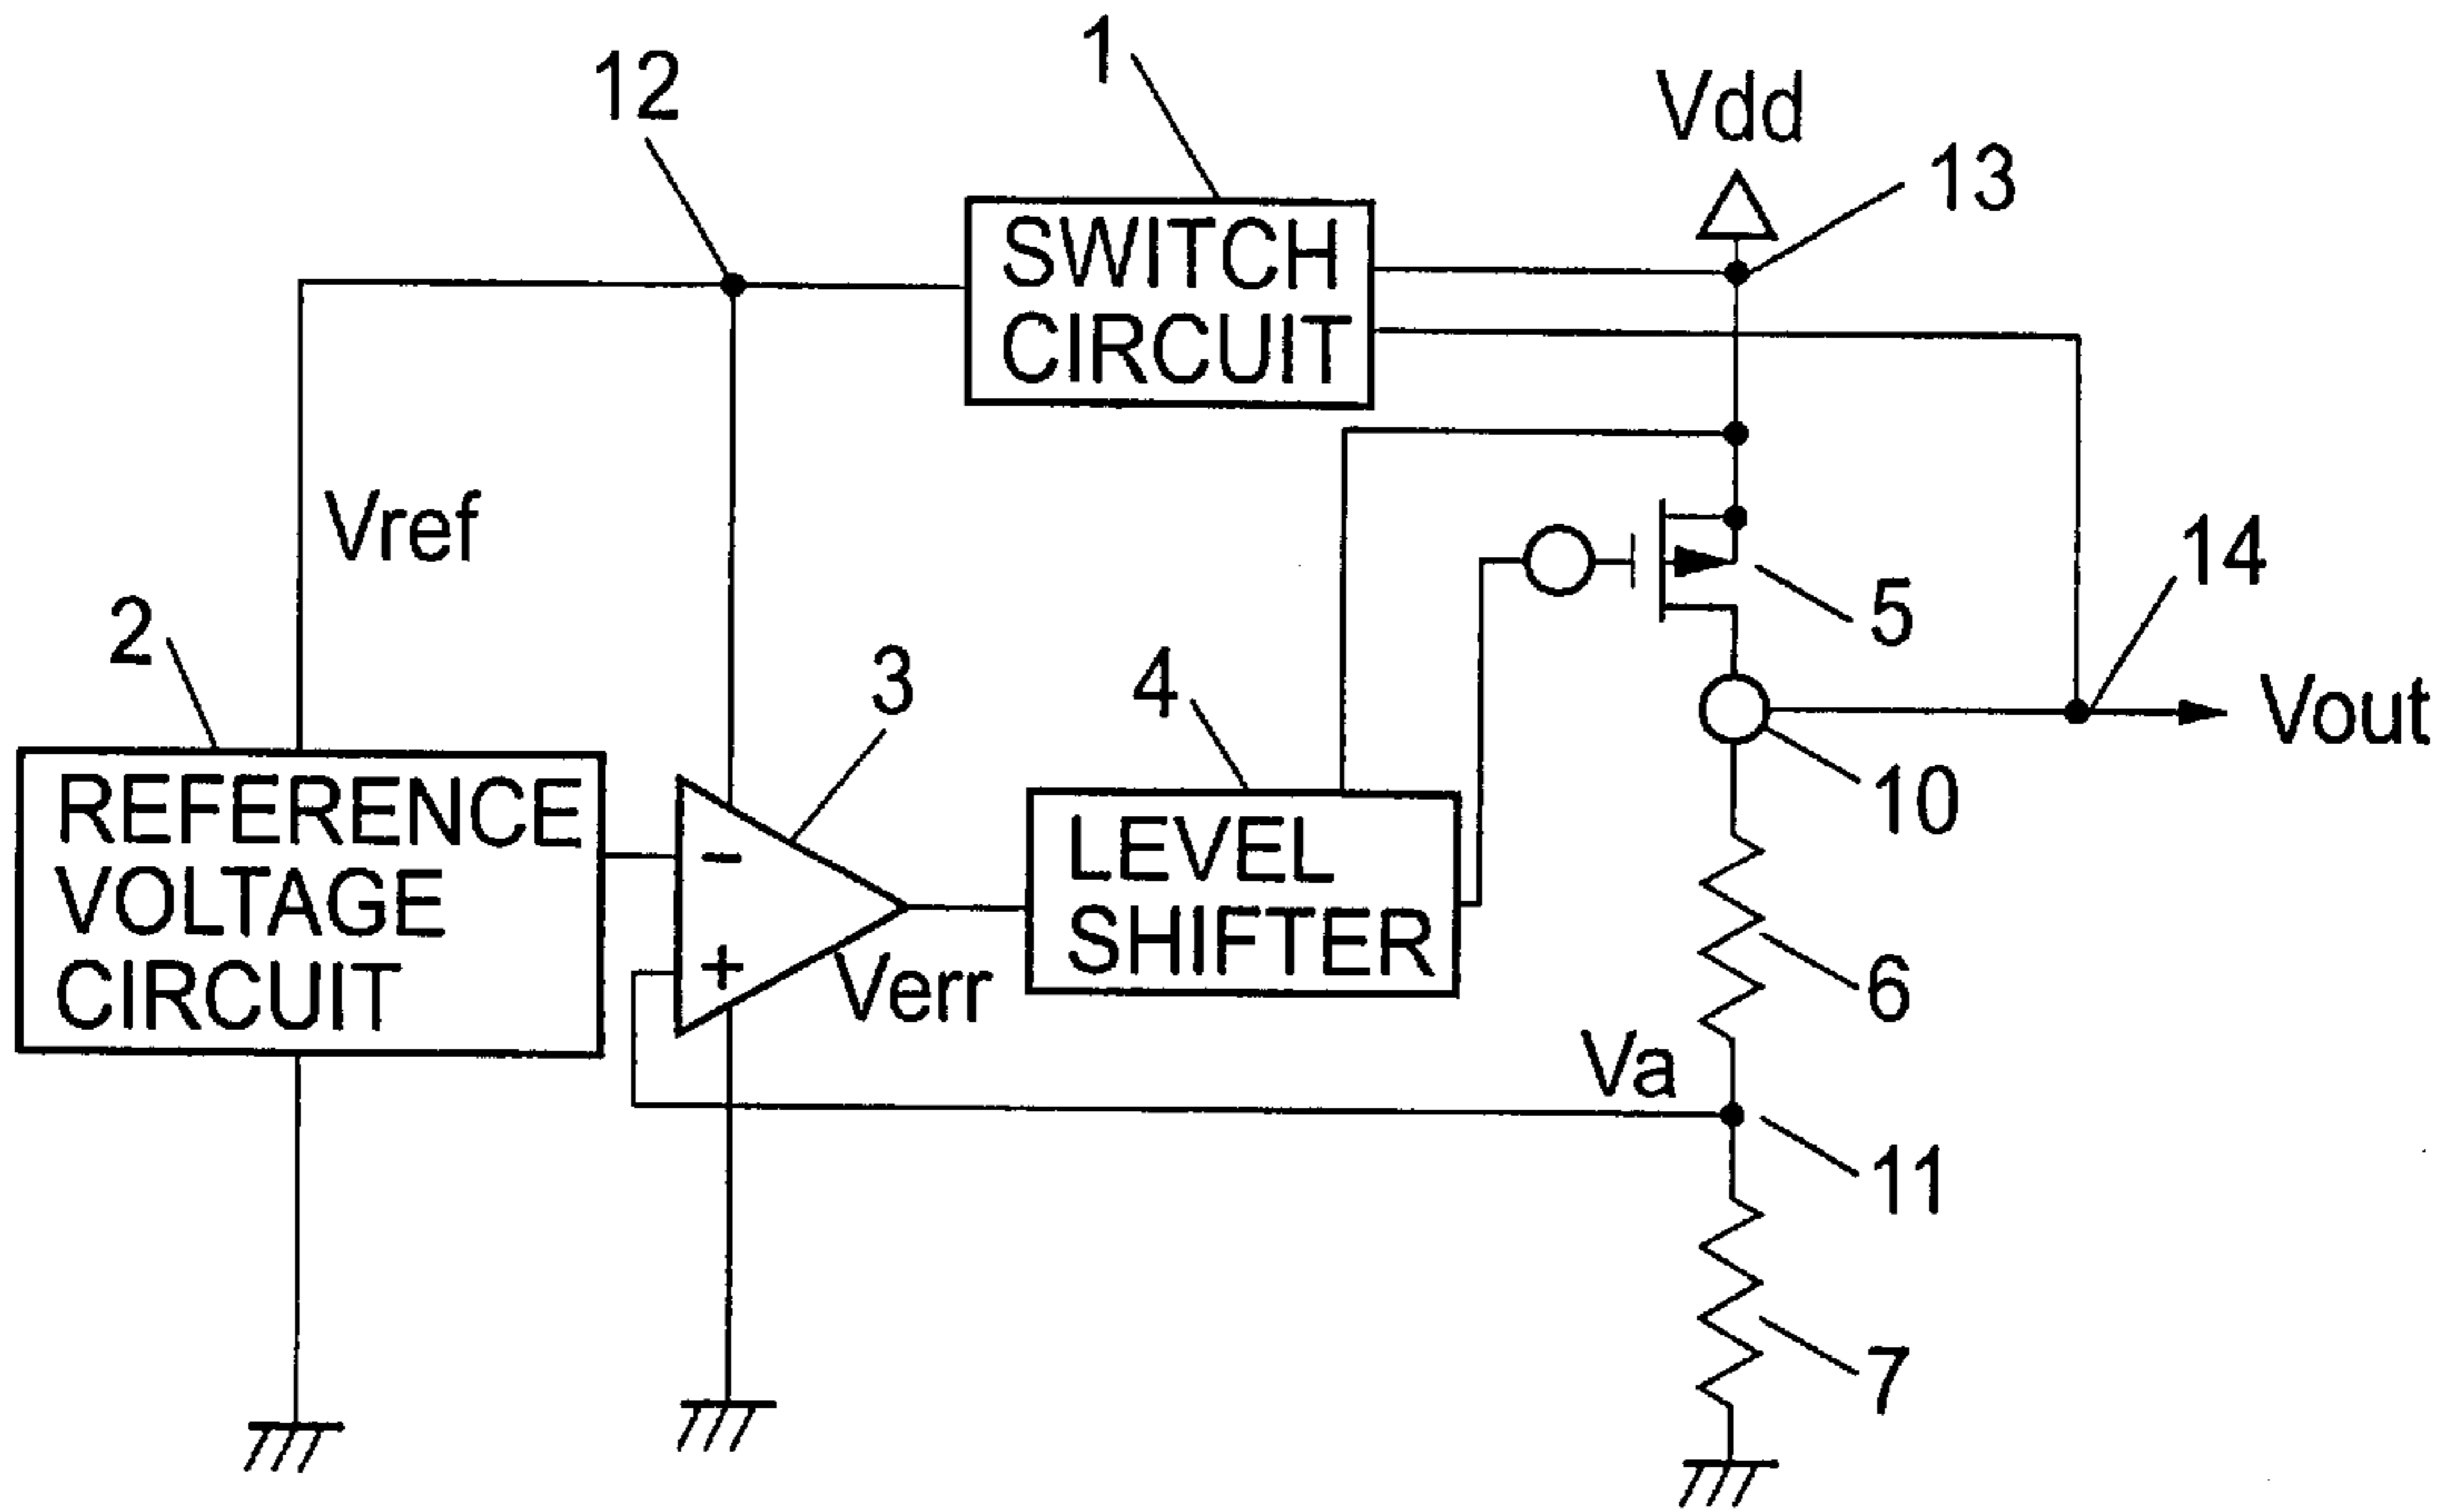 1
12
Vdd
13
SWITCH
CIRCUIT
Vref
14
5
2
3
4
Vout
REFERENCE
VOLTAGE
CIRCUIT
-
+
Verr
LEVEL
SHIFTER
10
6
Va
11
7